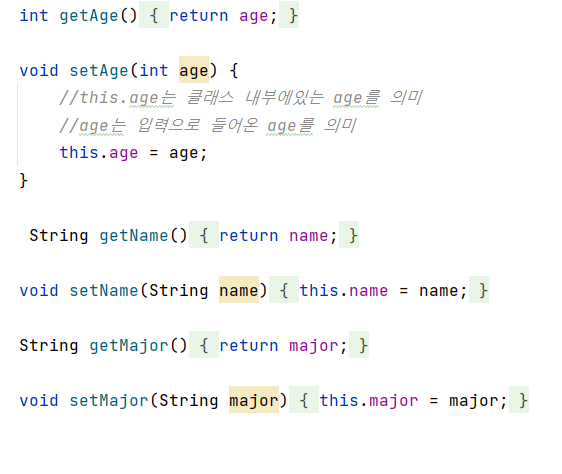 int getAge() { return age; }
void setAge(int age) {
//this.age는 클래스 내부에있는 age를 의미
//age는 입력으로 들어온 age를 의미
this.age = age;
}
String getName() { return name; }
void setName(String name) { this.name = name; }
String getMajor() { return major; }
void setMajor(String major) { this.major = major; }